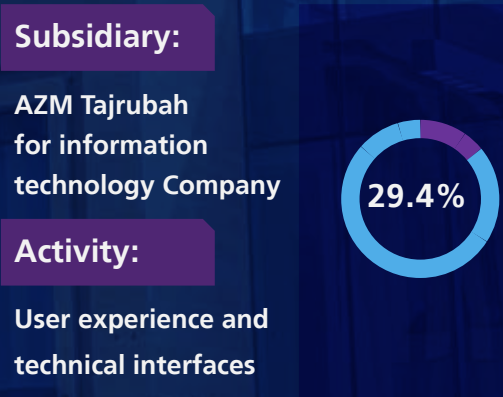 Subsidiary:
AZM Tajrubah
for information
technology Company
29.4%
Activity:
User experience and
technical interfaces